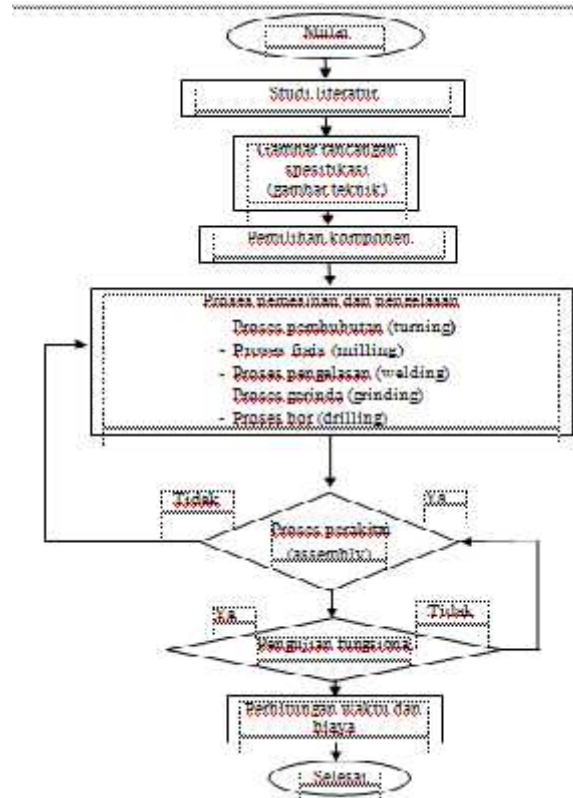 Mulai
Studi literatur
Gambar rancangan
spesifikasi
(gambar teknik)
Pemilihan komponen
Proses pemesinan dan pengelasan
Proses pembubutan (turning)
- Proses frais (milling)
- Proses pengelasan (welding)
Proses gerinda (grinding)
- Proses bor (drilling)
Tidak
Ya
Proses perakitan
(assembly)
Ya
Tidak
Pengujian fungsional
Perhitungan waktu dan
biaya
Selesai